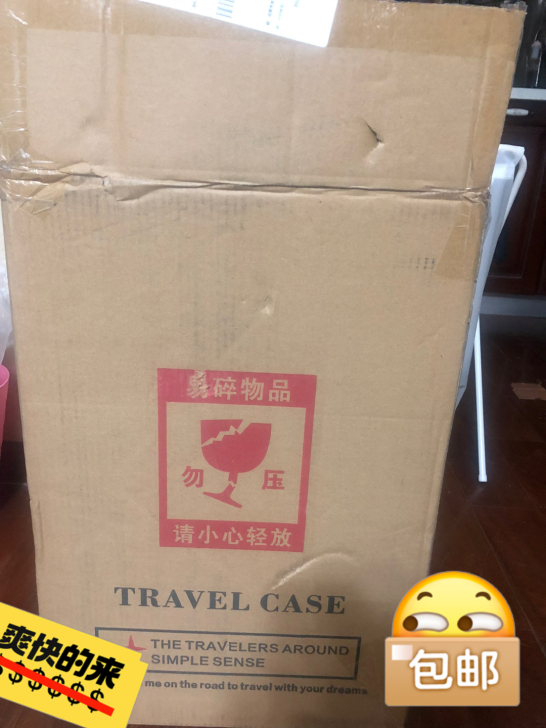 易碎物品
勿 压
请小心轻放
TRAVEL CASE
THE TRAVELERS AROUND
SIMPLE SENSE
me on the road to travel with your dreams
爽快的来
$$$$$
包邮